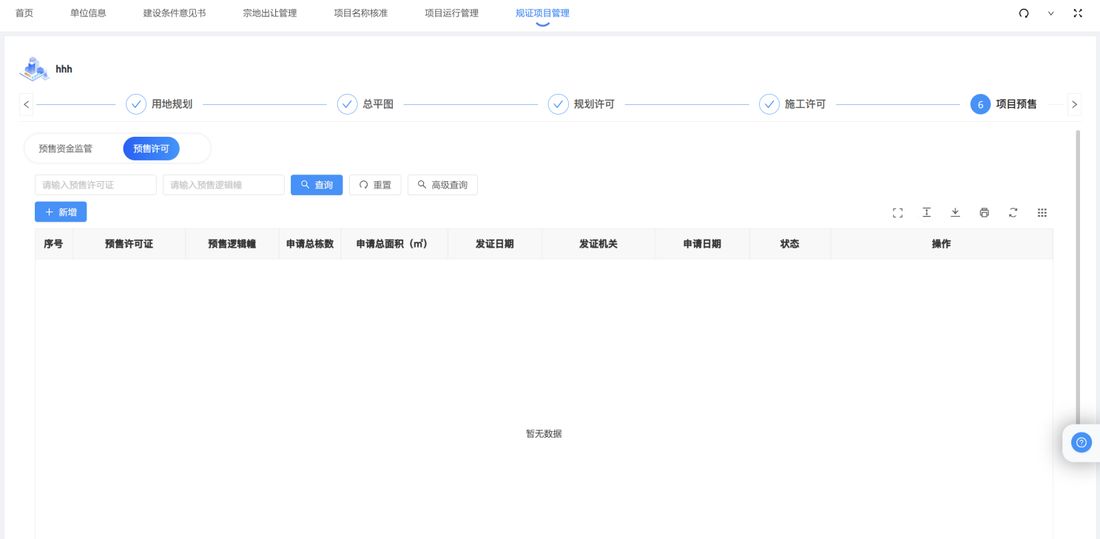 首页 单位信息 建设条件意见书 宗地出让管理 项目名称核准 项目运行管理 规证项目管理
hhh
用地规划 总平图 规划许可 施工许可 6 项目预售
预售资金监管 预售许可
请输入预售许可证 请输入预售逻辑幢 查询 重置 高级查询
新增
序号 预售许可证 预售逻辑幢 申请总栋数 申请总面积（㎡） 发证日期 发证机关 申请日期 状态 操作
暂无数据